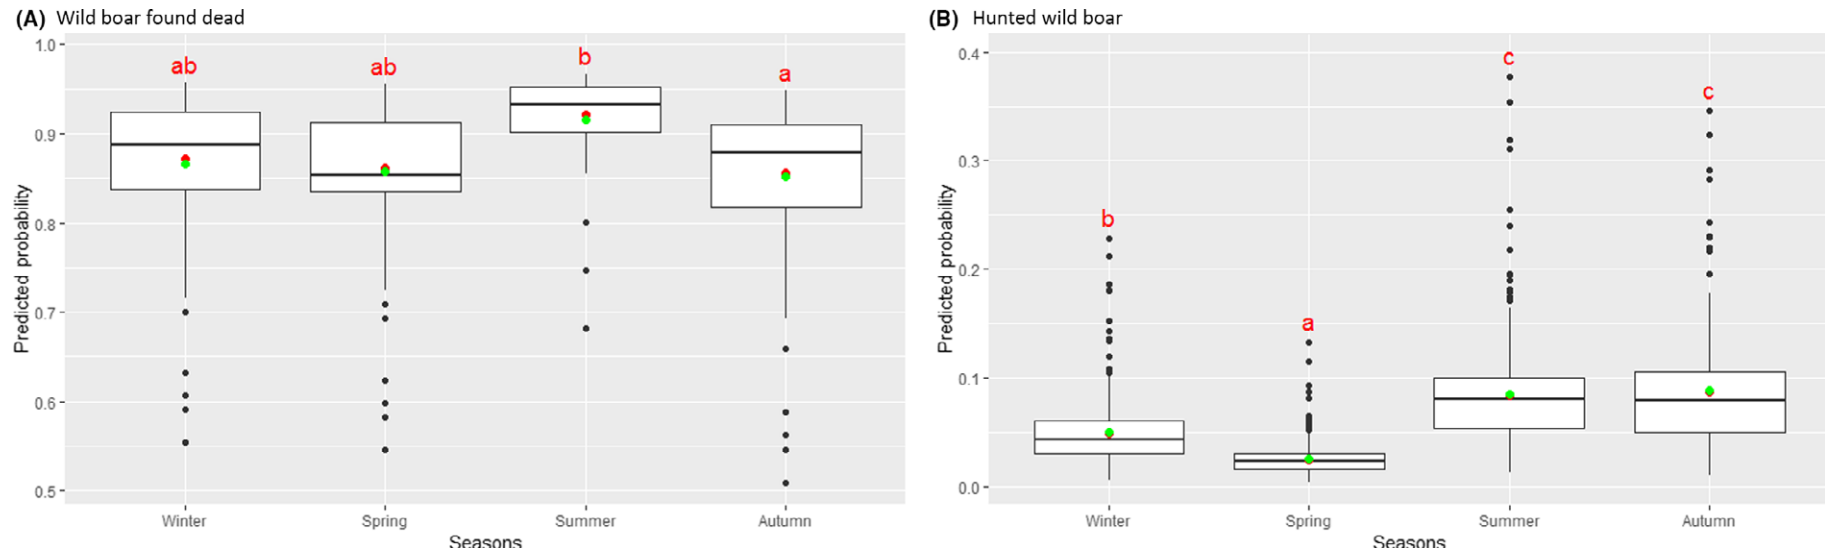 (A) Wild boar found dead
Predicted probability
1.0
0.9
0.8
0.7
0.6
0.5
ab
ab
b
a
Winter Spring Summer Autumn
Seasons
(B) Hunted wild boar
Predicted probability
0.4
0.3
0.2
0.1
0.0
b
a
c
c
Winter Spring Summer Autumn
Seasons